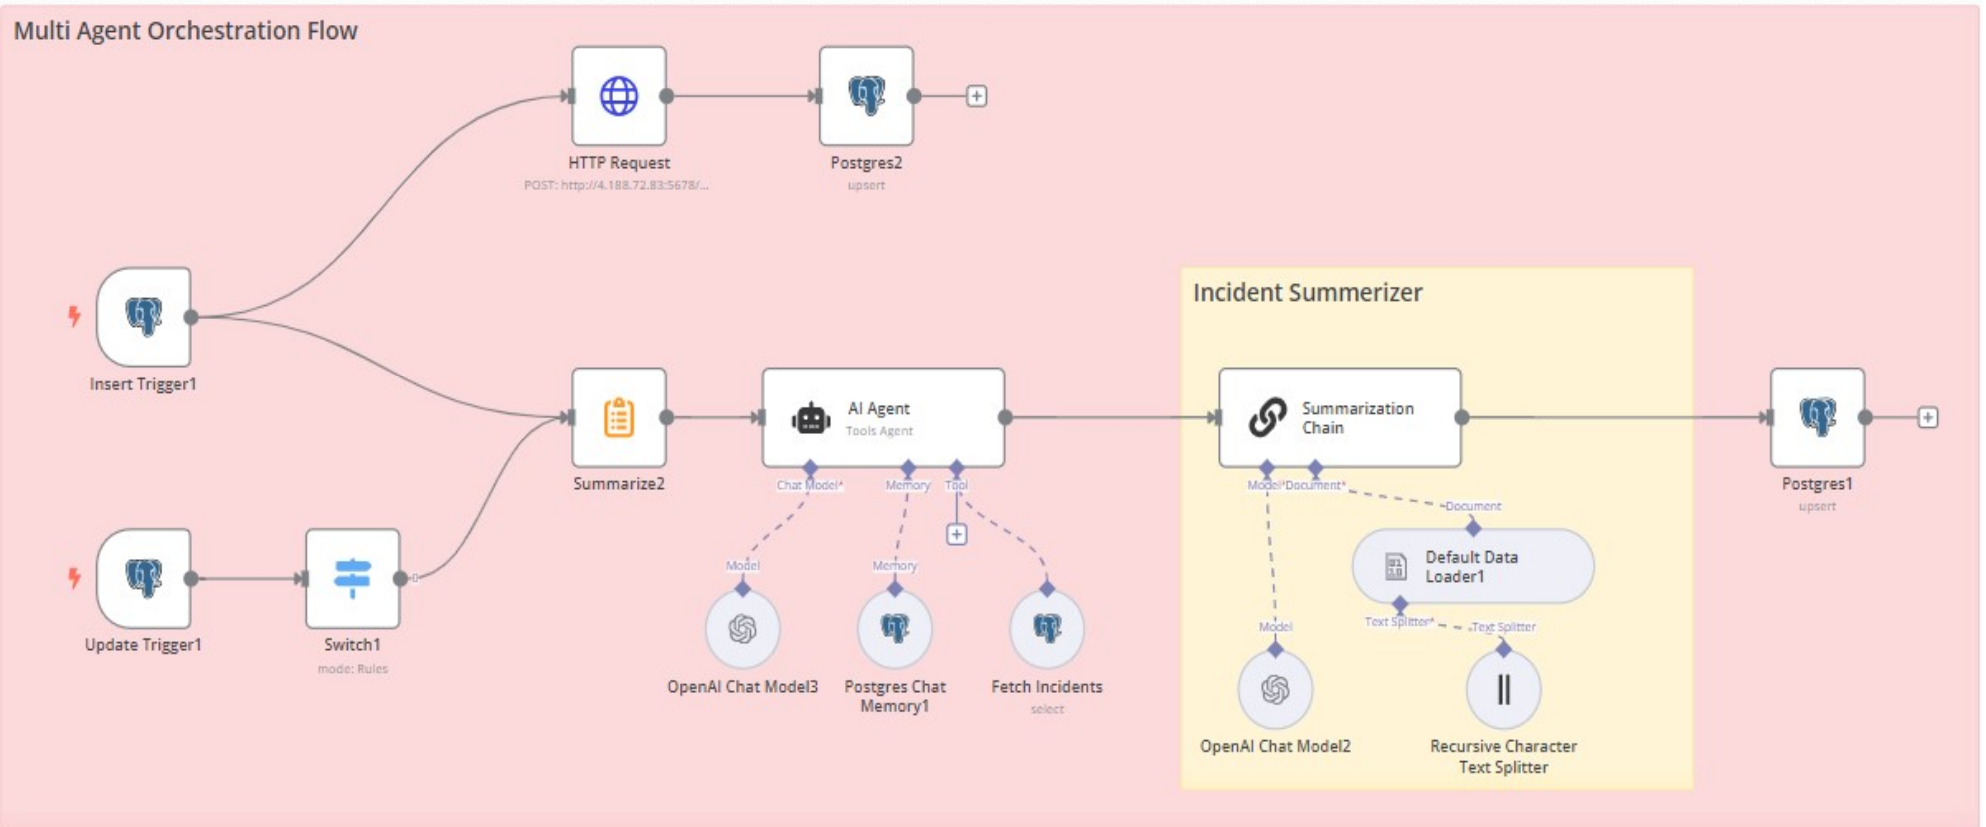 Multi Agent Orchestration Flow
HTTP Request
POST: http://4.188.72.83:5678/...
Postgres2
upsert
Insert Trigger1
Summarize2
AI Agent
Tools Agent
Chat Model*
Memory
Tool
Model
OpenAI Chat Model3
Memory
Postgres Chat
Memory1
Fetch Incidents
select
Update Trigger1
Switch1
mode: Rules
Incident Summerizer
Summarization
Chain
Model*
Document*
Document
Default Data
Loader1
Text Splitter*
Text Splitter
Model
OpenAI Chat Model2
Recursive Character
Text Splitter
Postgres1
upsert